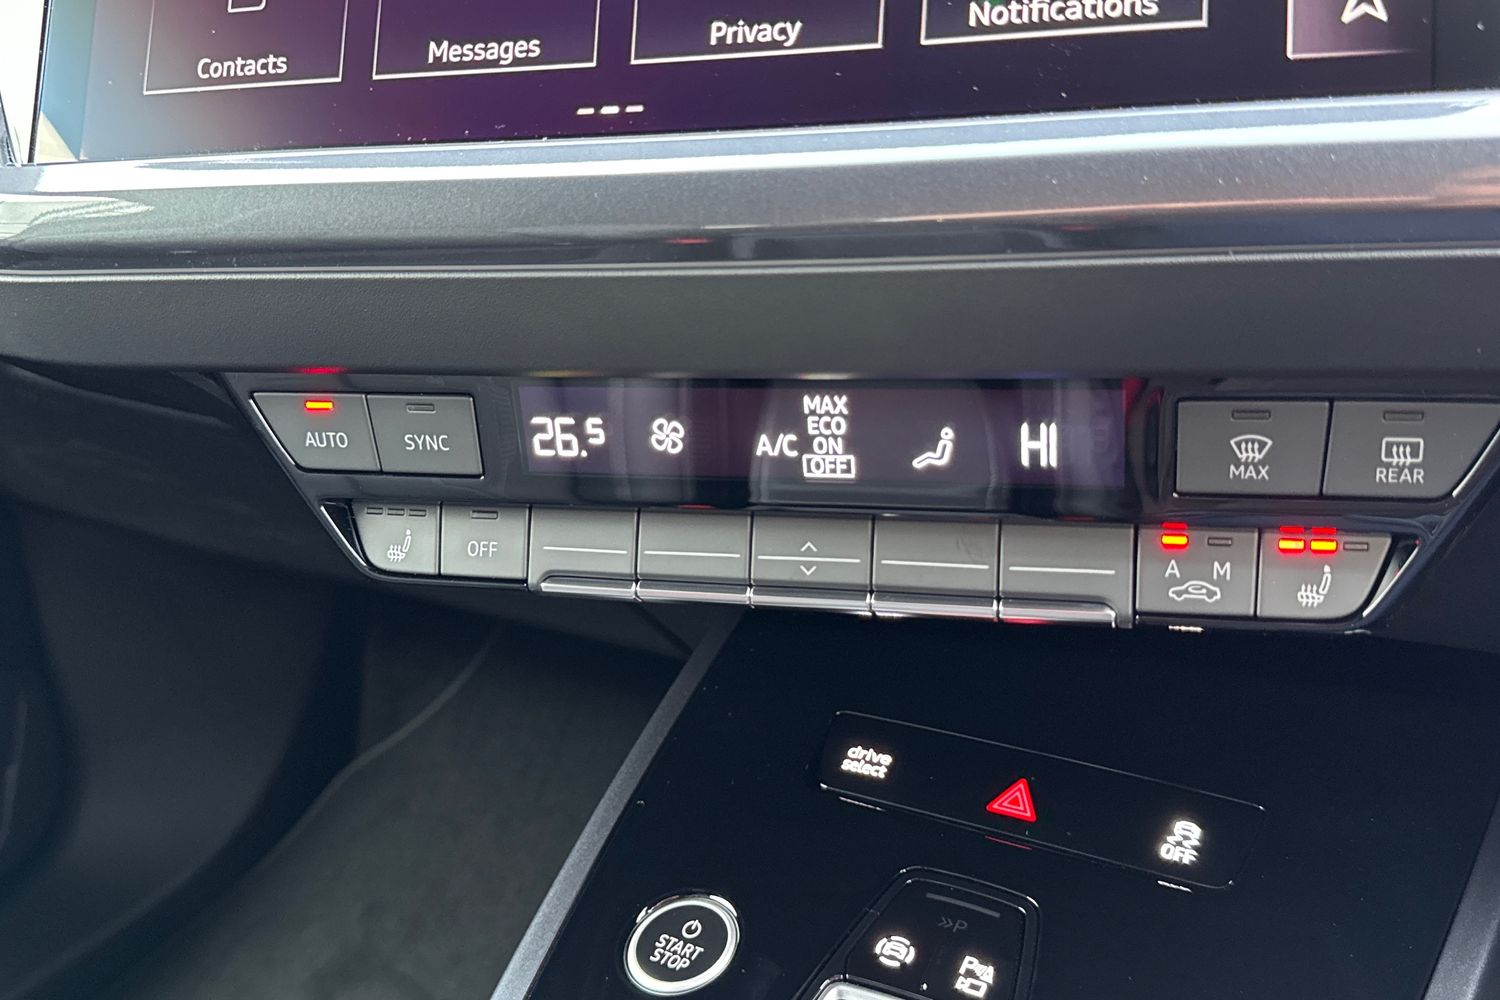 Contacts
Messages
Privacy
Notifications
AUTO
SYNC
26.5
A/C
MAX
ECO
ON
OFF
HI
MAX
REAR
OFF
A
M
drive
select
OFF
START
STOP
P
P